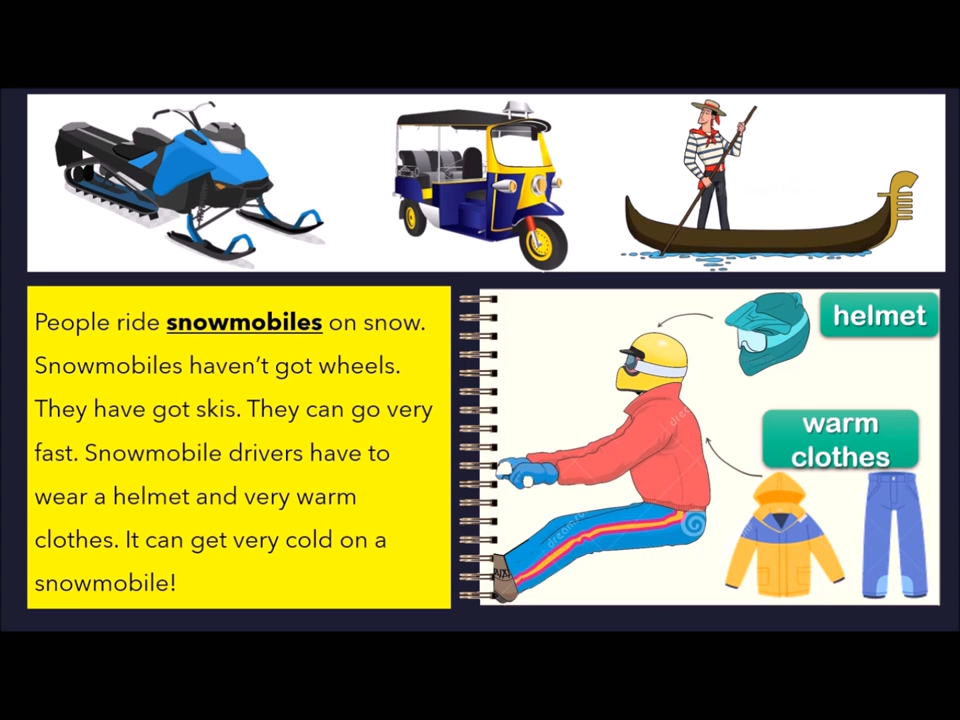 People ride snowmobiles on snow.
Snowmobiles haven't got wheels.
They have got skis. They can go very
fast. Snowmobile drivers have to
wear a helmet and very warm
clothes. It can get very cold on a
snowmobile!
helmet
warm
clothes